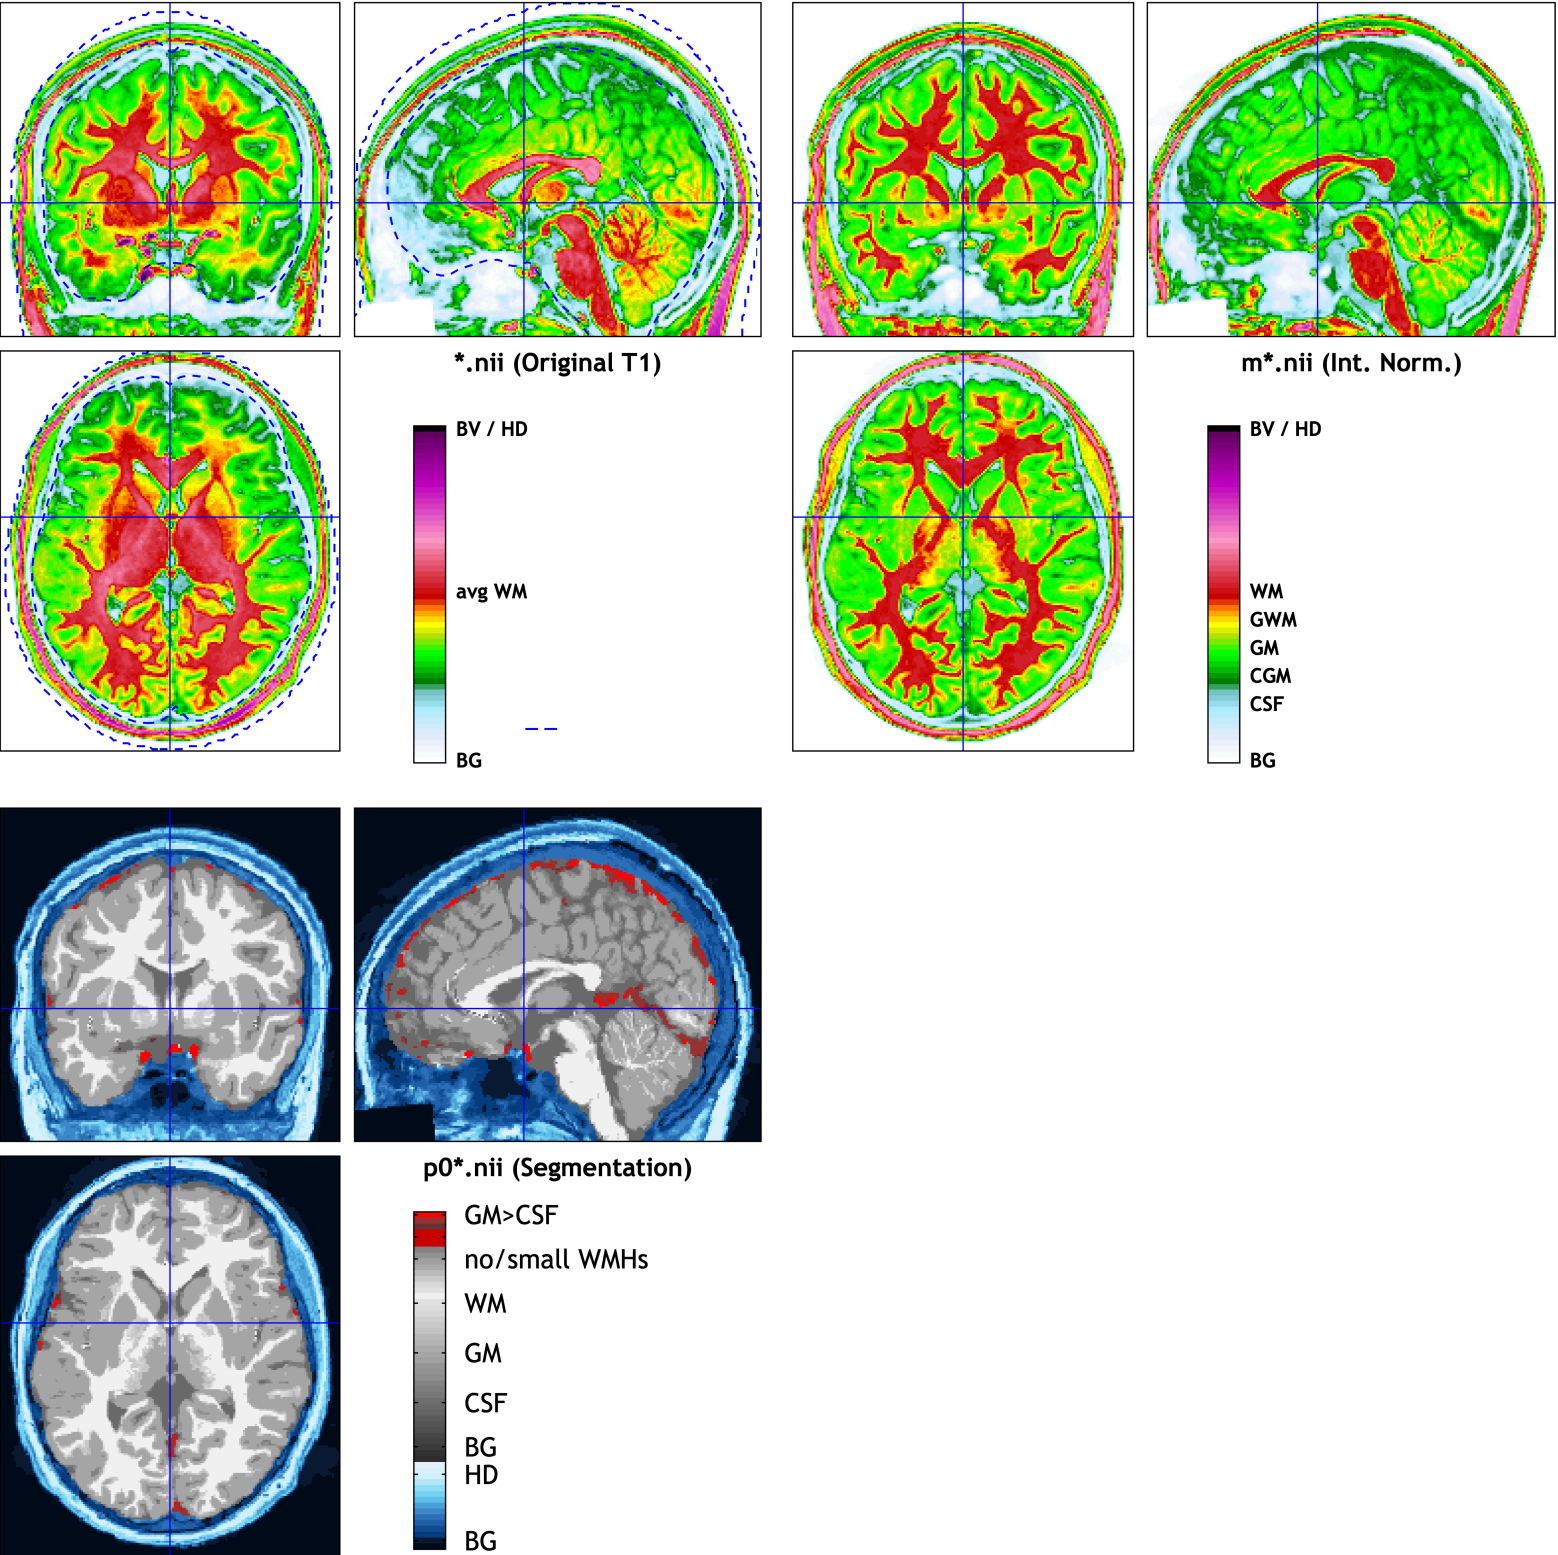 *.nii (Original T1)
BV / HD
avg WM
BG
m*.nii (Int. Norm.)
BV / HD
WM
GWM
GM
CGM
CSF
BG
p0*.nii (Segmentation)
GM>CSF
no/small WMHs
WM
GM
CSF
BG
HD
BG